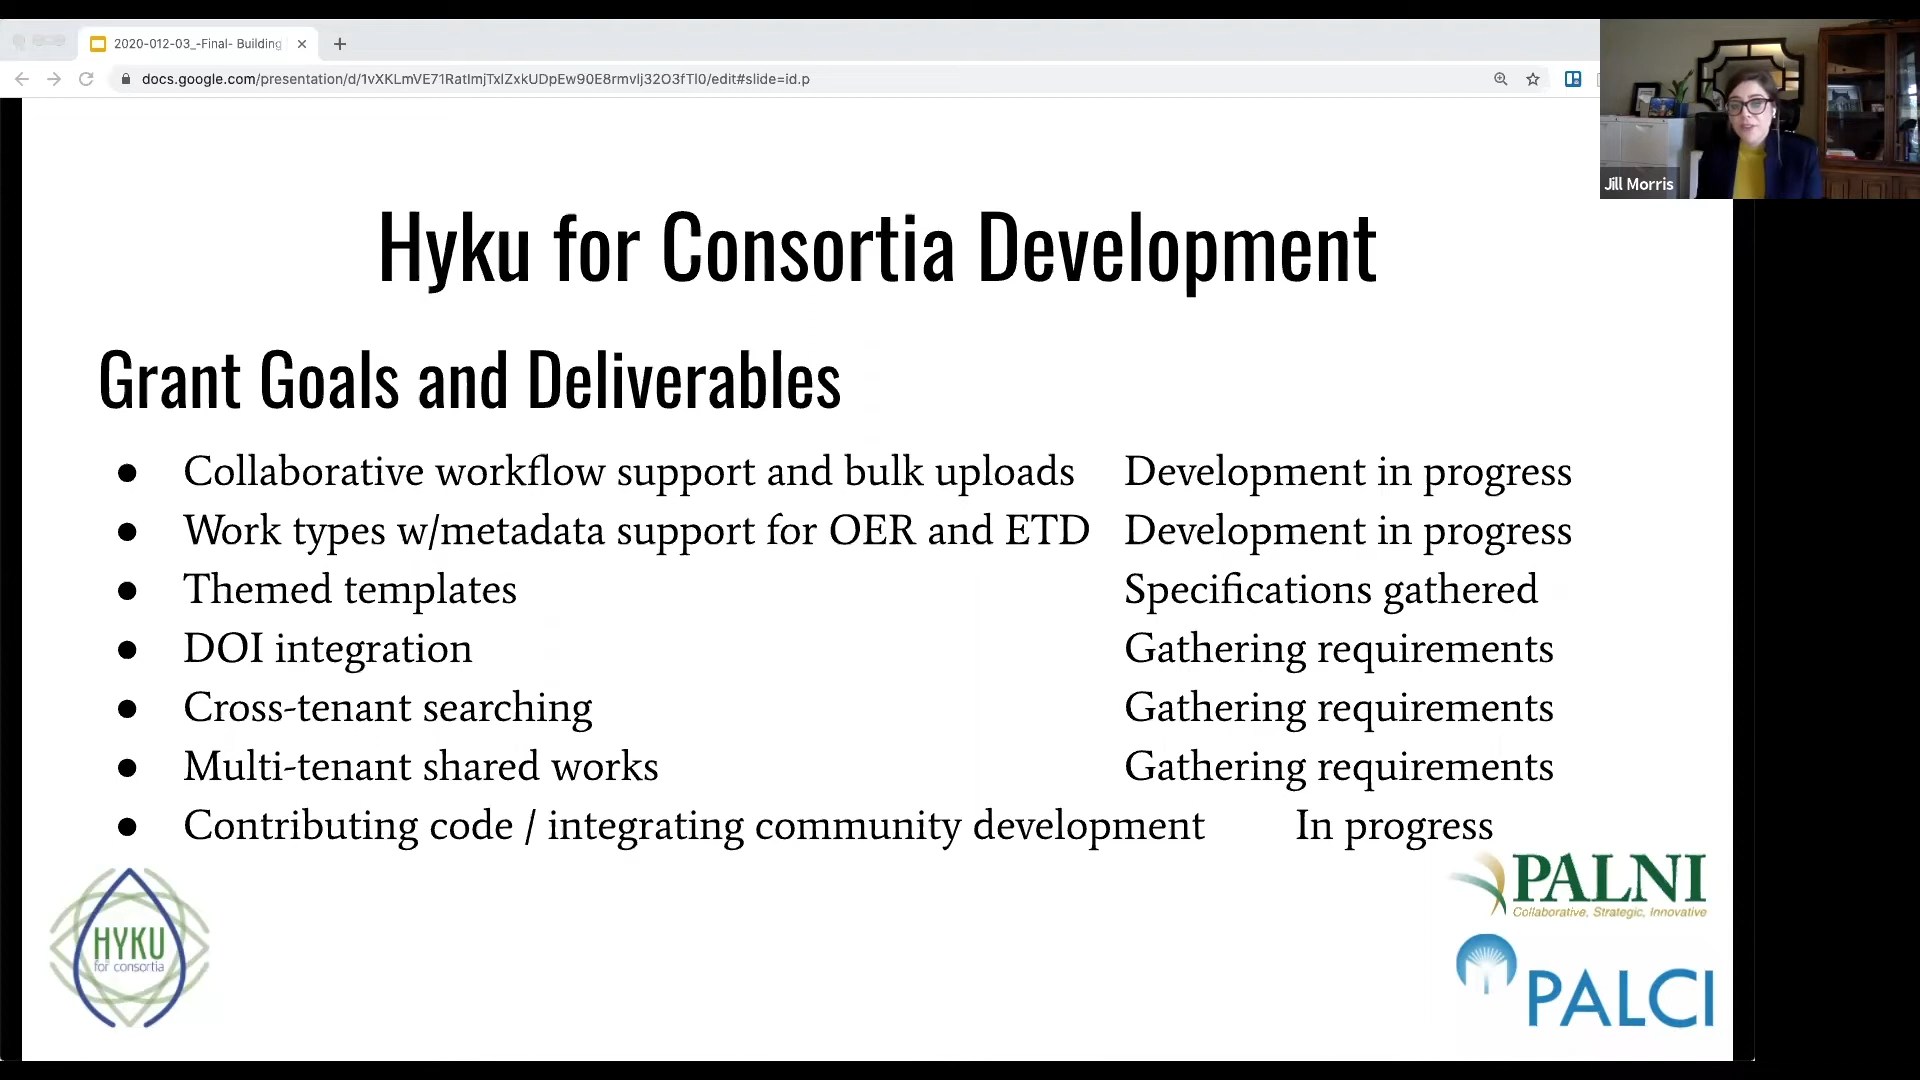 2020-012-03_-Final- Building
docs.google.com/presentation/d/1vXKLmVE71RatImjTxlZxkUDpEw90E8rmvlj32O3fTl0/edit#slide=id.p
Jill Morris
Hyku for Consortia Development
Grant Goals and Deliverables
● Collaborative workflow support and bulk uploads Development in progress
● Work types w/metadata support for OER and ETD Development in progress
● Themed templates Specifications gathered
● DOI integration Gathering requirements
● Cross-tenant searching Gathering requirements
● Multi-tenant shared works Gathering requirements
● Contributing code / integrating community development In progress
HYKU
for consortia
PALNI
Collaborative, Strategic, Innovative
PALCI